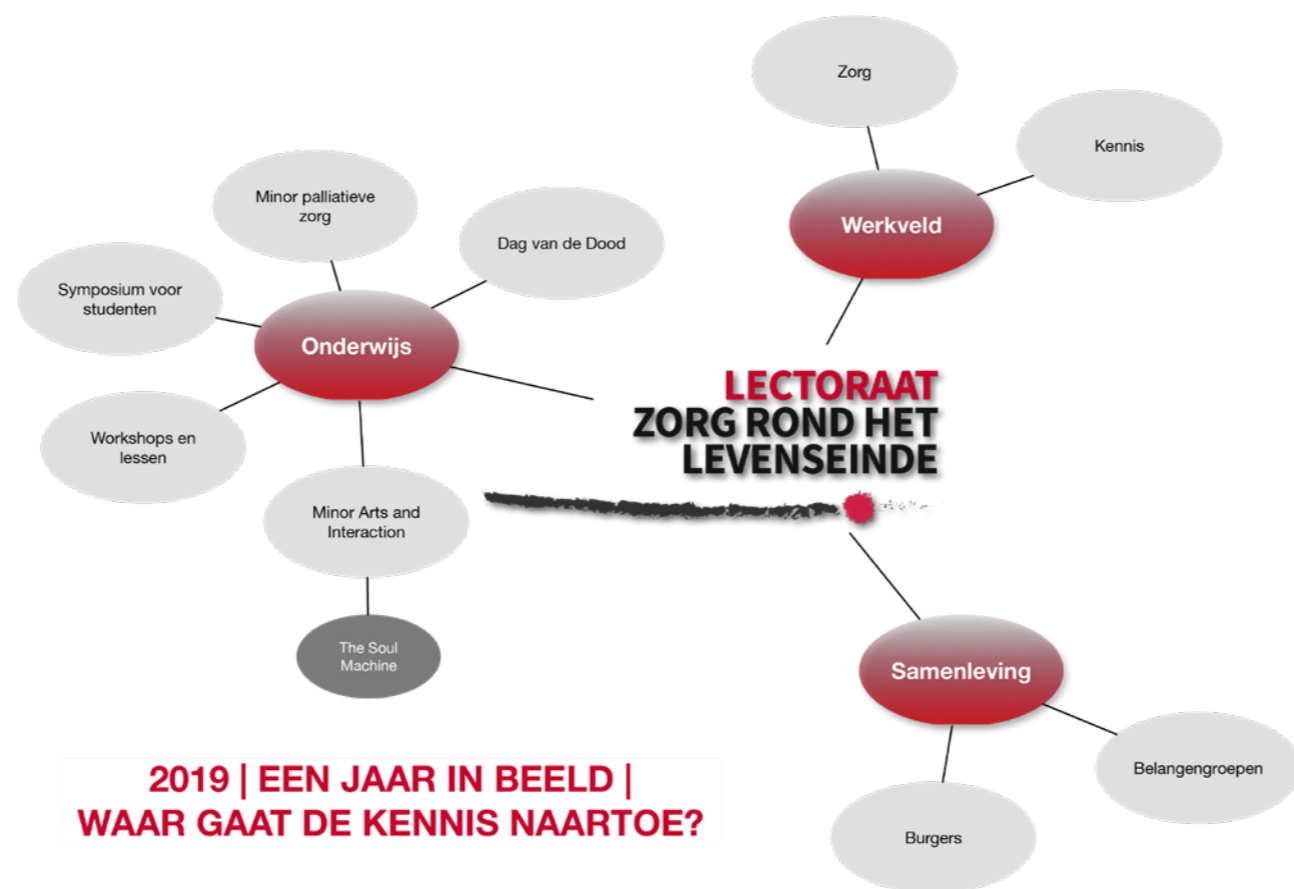 Zorg
Kennis
Werkveld
Minor palliatieve
zorg
Dag van de Dood
Symposium voor
studenten
Onderwijs
Workshops en
lessen
Minor Arts and
Interaction
The Soul
Machine
LECTORAAT
ZORG ROND HET
LEVENSEINDE
Samenleving
Belangengroepen
Burgers
2019 | EEN JAAR IN BEELD |
WAAR GAAT DE KENNIS NAARTOE?